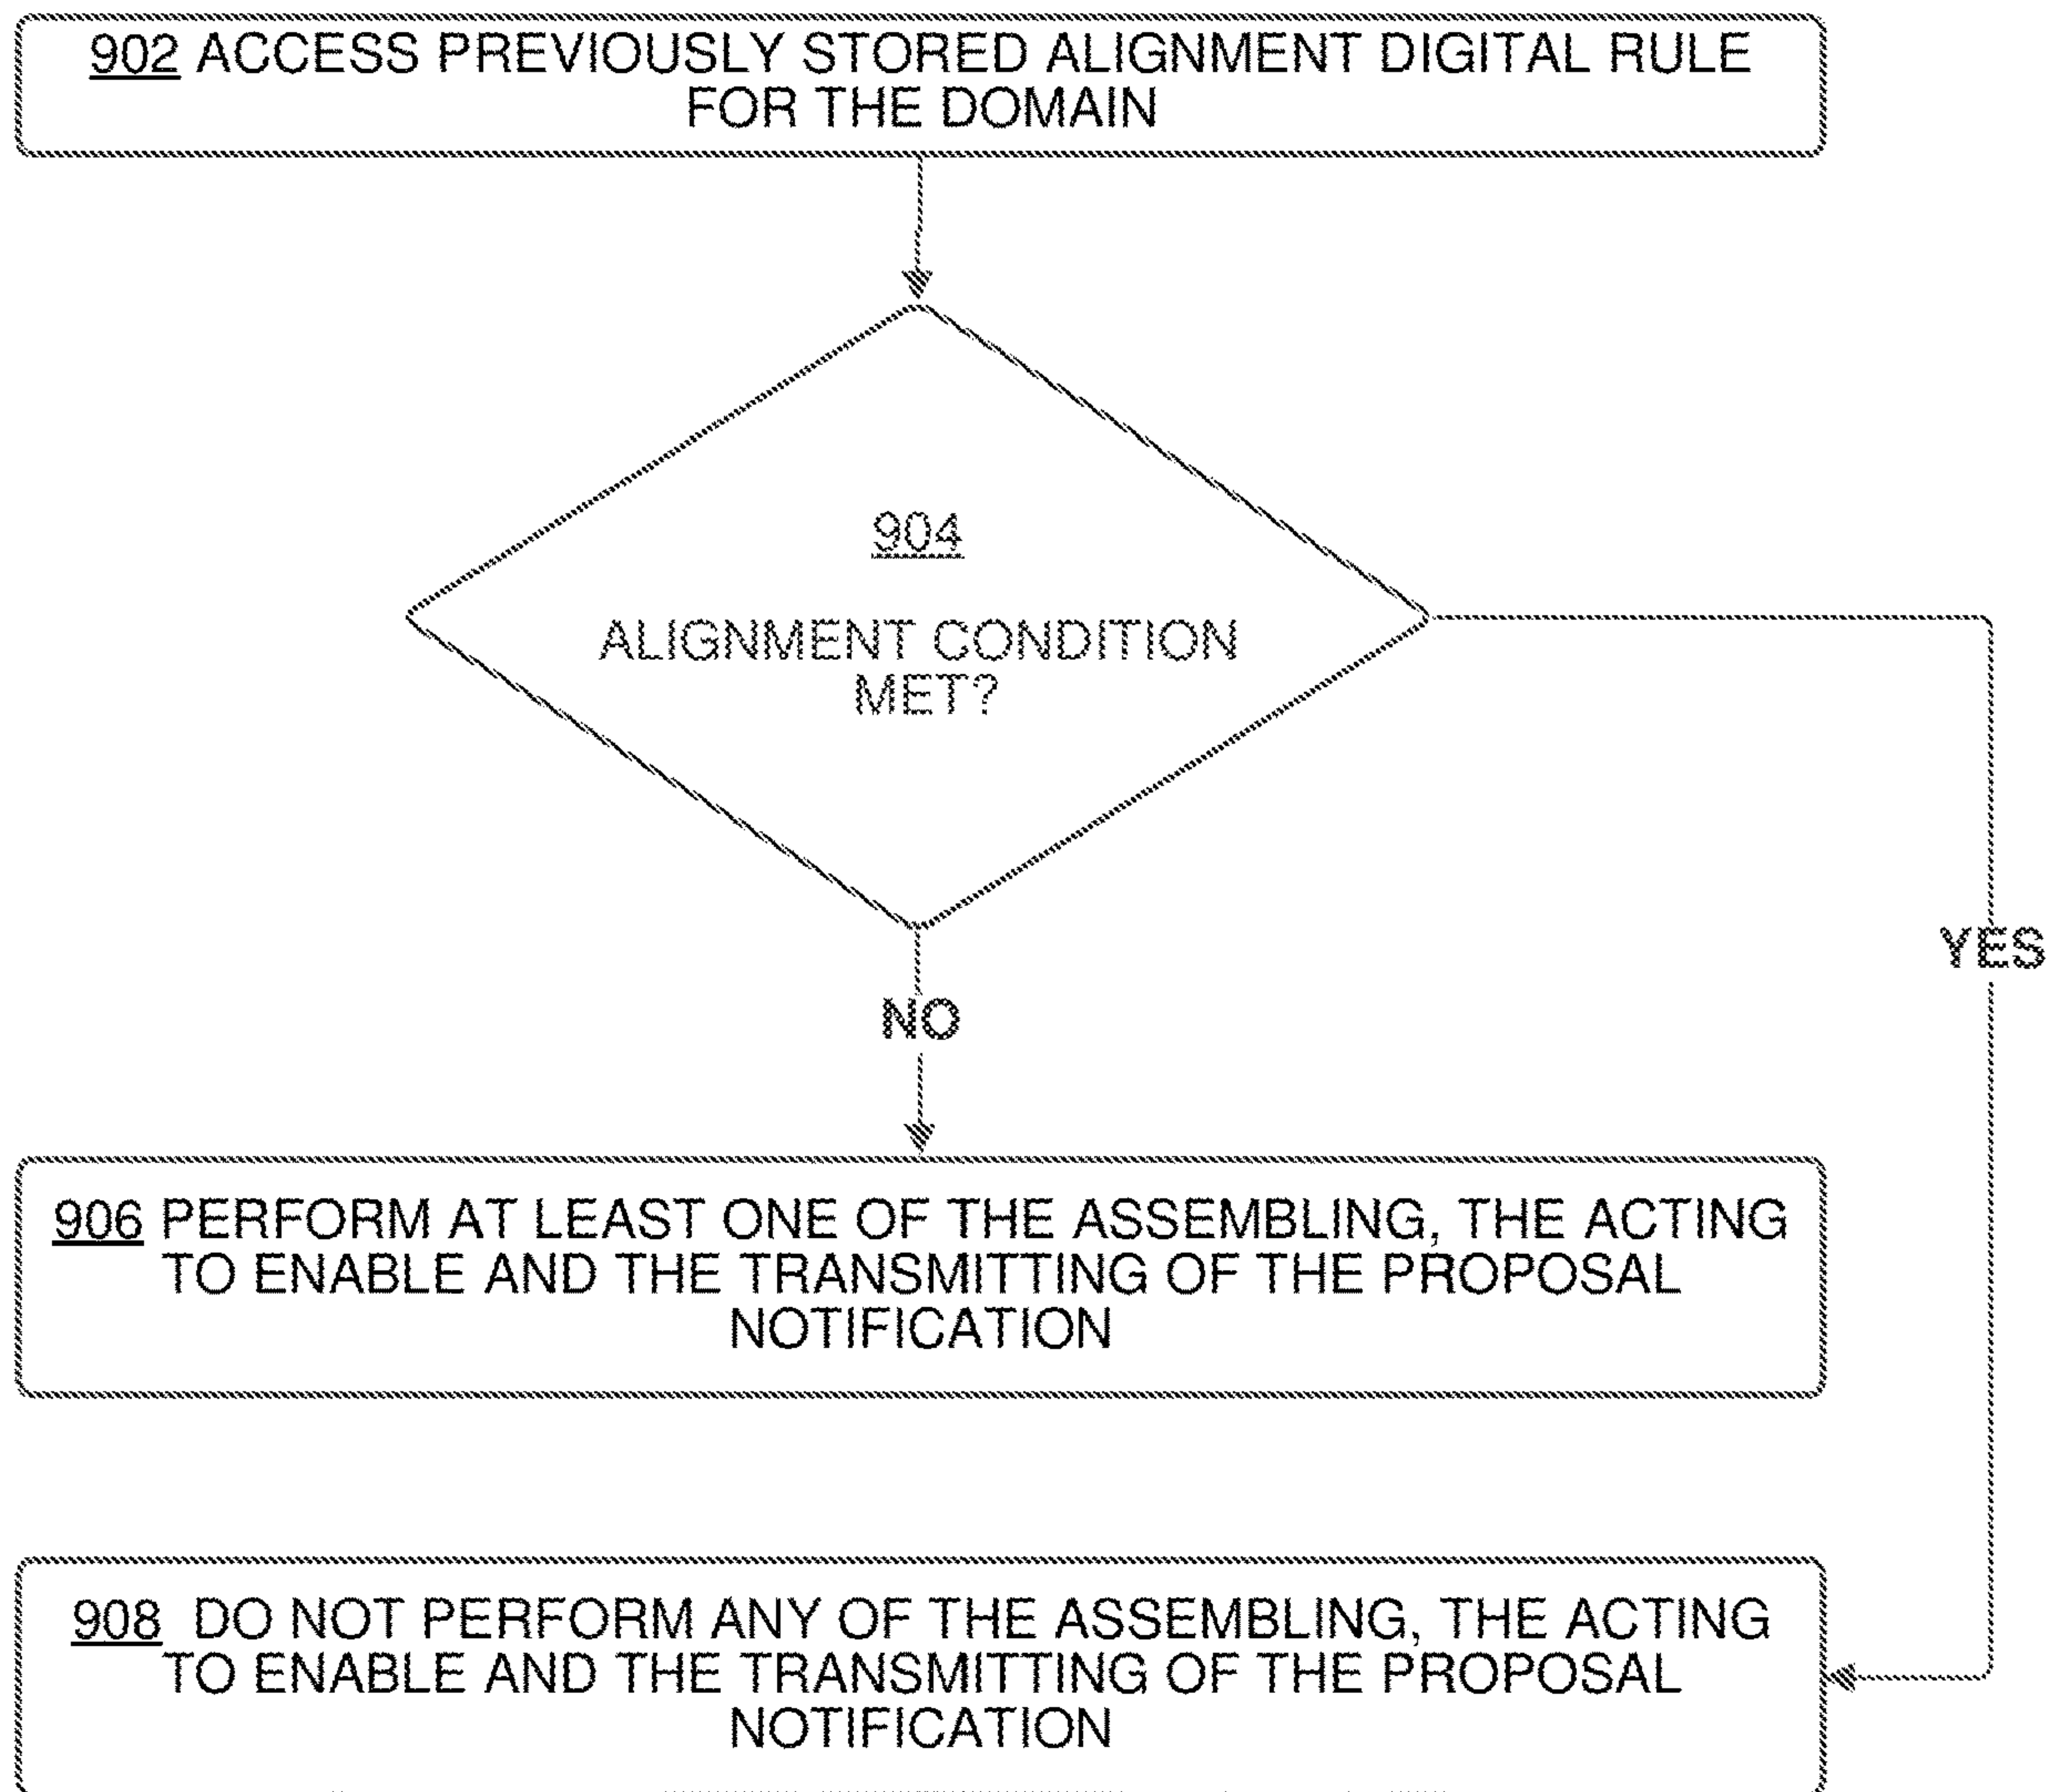 902 ACCESS PREVIOUSLY STORED ALIGNMENT DIGITAL RULE
FOR THE DOMAIN
904
ALIGNMENT CONDITION
MET?
YES
NO
906 PERFORM AT LEAST ONE OF THE ASSEMBLING, THE ACTING
TO ENABLE AND THE TRANSMITTING OF THE PROPOSAL
NOTIFICATION
908 DO NOT PERFORM ANY OF THE ASSEMBLING, THE ACTING
TO ENABLE AND THE TRANSMITTING OF THE PROPOSAL
NOTIFICATION